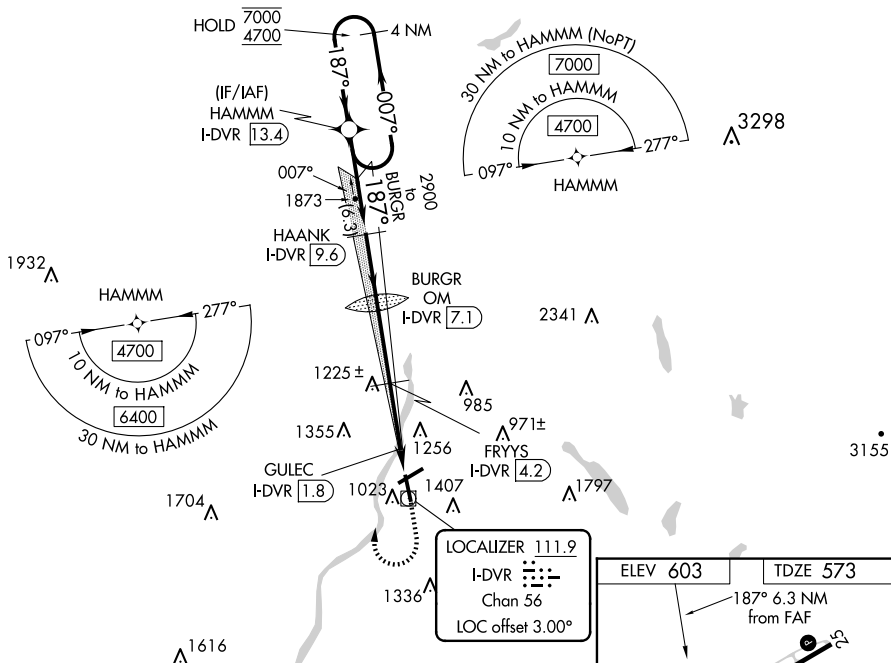 HOLD 7000
4700
4 NM
187°
007°
(IF/IAF)
HAMMM
I-DVR 13.4
30 NM to HAMMM (NoPT)
7000
10 NM to HAMMM
4700
097°
277°
HAMMM
3298
007°
1873
187°
(6.3)
2900
to
BURGR
HAANK
I-DVR 9.6
1932
HAMMM
097°
277°
4700
10 NM to HAMMM
6400
30 NM to HAMMM
BURGR
OM
I-DVR 7.1
2341
1225 ±
985
971±
1355
1256
FRYYS
I-DVR 4.2
3155
GULEC
I-DVR 1.8
1023
1407
1797
1704
LOCALIZER 111.9
I-DVR
Chan 56
LOC offset 3.00°
1336
1616
ELEV 603
TDZE 573
187° 6.3 NM
from FAF
P
25